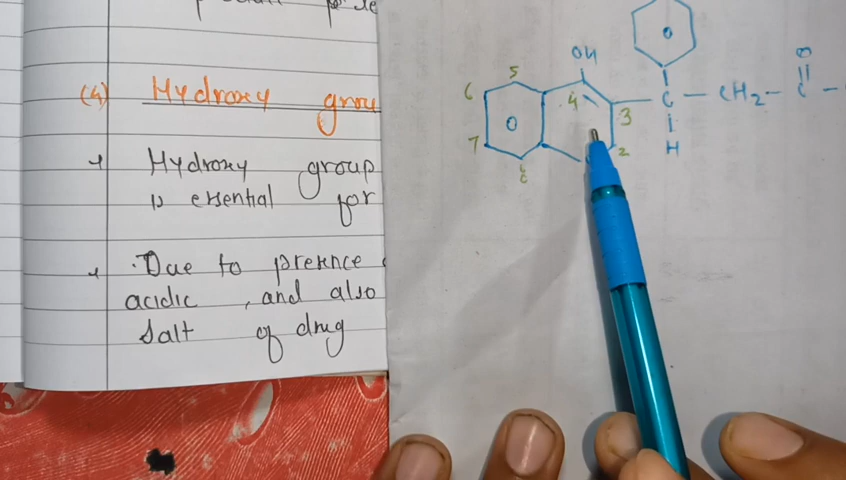 (4) Hydroxy grou
Hydroxy group
is essential for
Due to presence
acidic , and also
Salt of drug
OH
O
6 5 4 3
CH2 C
7 2
C H